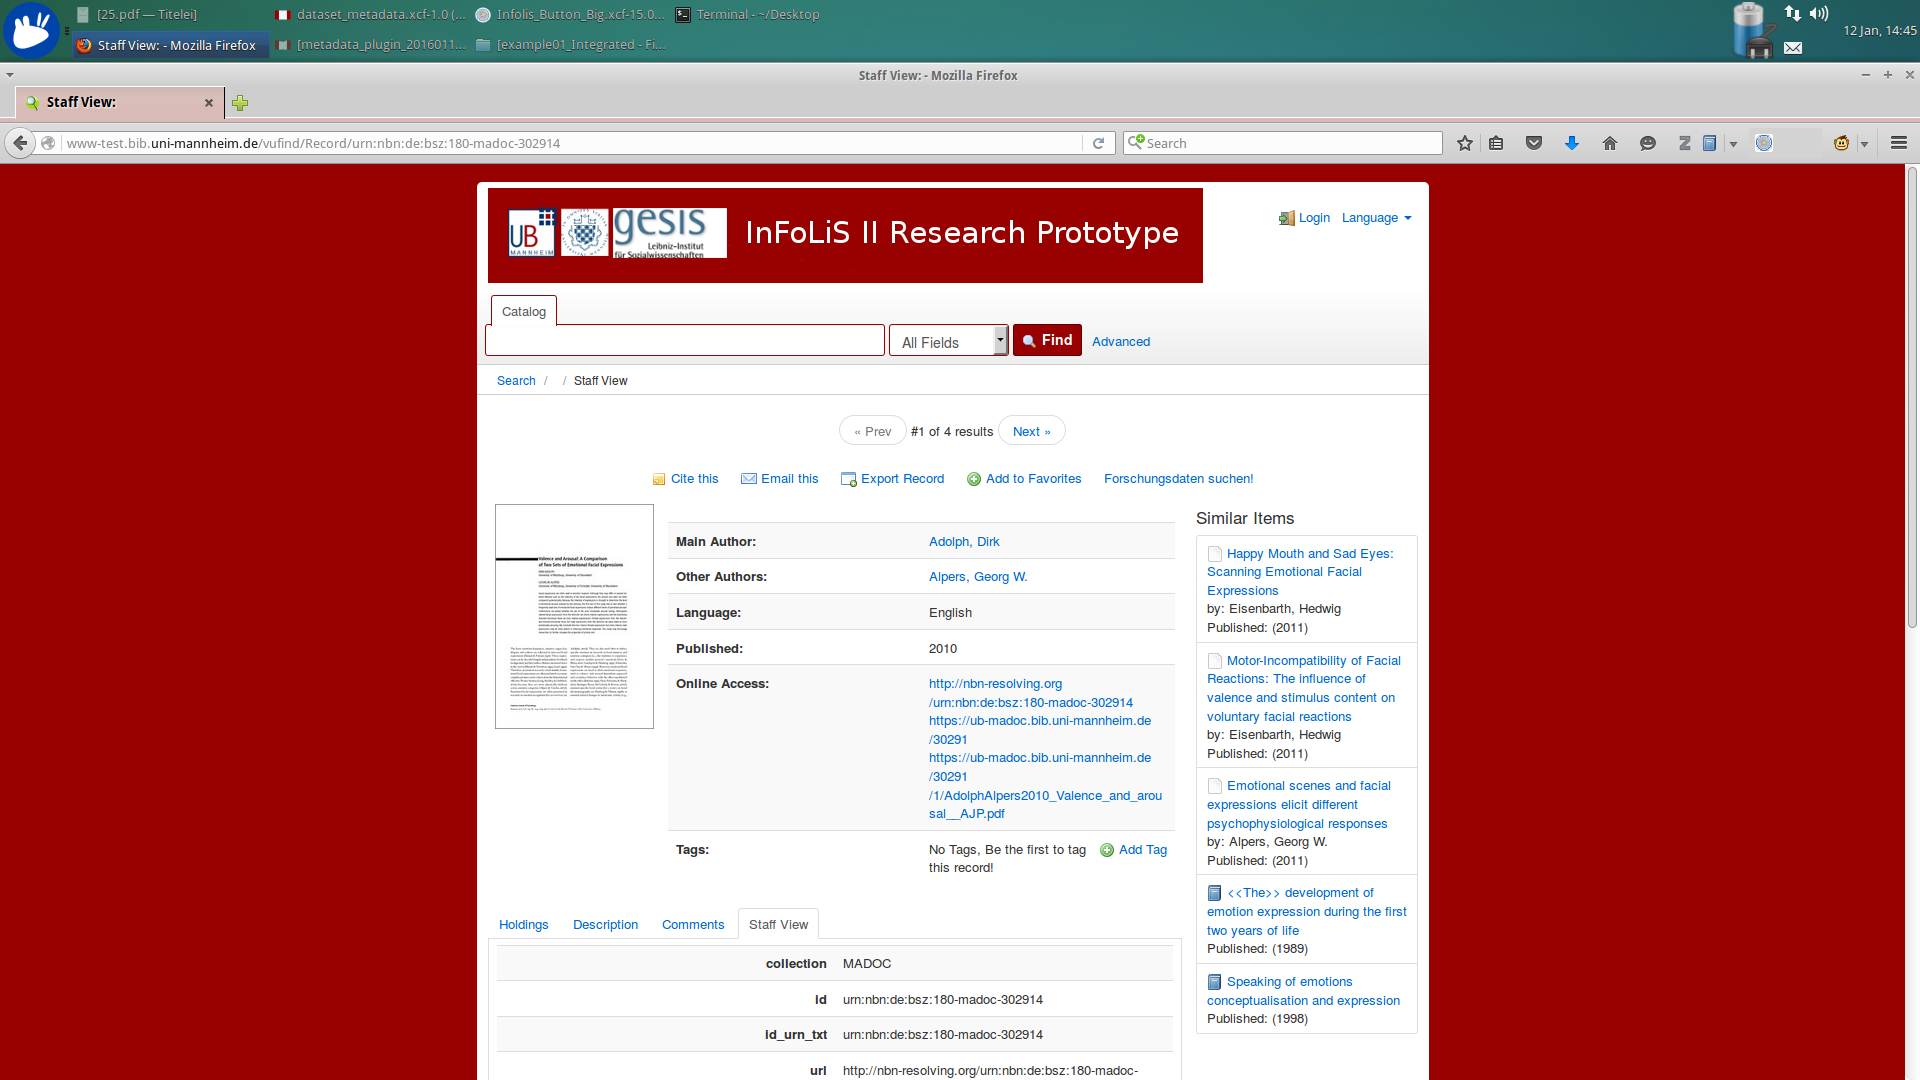 [25.pdf — Titelei]
dataset_metadata.xcf-1.0 (...
Infolis_Button_Big.xcf-15.0...
Terminal - ~/Desktop
Staff View: - Mozilla Firefox
[metadata_plugin_2016011...
[example01_Integrated - Fi...
12 Jan, 14:45
Staff View: - Mozilla Firefox
Staff View:
www-test.bib.uni-mannheim.de/vufind/Record/urn:nbn:de:bsz:180-madoc-302914
Search
UB
MANNHEIM
gesis
Leibniz-Institut
für Sozialwissenschaften
InFoLiS II Research Prototype
Login
Language
Catalog
All Fields
Find
Advanced
Search / / Staff View
« Prev
#1 of 4 results
Next »
Cite this
Email this
Export Record
Add to Favorites
Forschungsdaten suchen!
Valence and Arousal: A Comparison
of Two Sets of Emotional Facial Expressions
Main Author: Adolph, Dirk
Other Authors: Alpers, Georg W.
Language: English
Published: 2010
Online Access: http://nbn-resolving.org
/urn:nbn:de:bsz:180-madoc-302914
https://ub-madoc.bib.uni-mannheim.de
/30291
https://ub-madoc.bib.uni-mannheim.de
/30291
/1/AdolphAlpers2010_Valence_and_arou
sal__AJP.pdf
Tags: No Tags, Be the first to tag
this record!
Add Tag
Similar Items
Happy Mouth and Sad Eyes:
Scanning Emotional Facial
Expressions
by: Eisenbarth, Hedwig
Published: (2011)
Motor-Incompatibility of Facial
Reactions: The influence of
valence and stimulus content on
voluntary facial reactions
by: Eisenbarth, Hedwig
Published: (2011)
Emotional scenes and facial
expressions elicit different
psychophysiological responses
by: Alpers, Georg W.
Published: (2011)
<<The>> development of
emotion expression during the first
two years of life
Published: (1989)
Speaking of emotions
conceptualisation and expression
Published: (1998)
Holdings
Description
Comments
Staff View
collection MADOC
id urn:nbn:de:bsz:180-madoc-302914
id_urn_txt urn:nbn:de:bsz:180-madoc-302914
url http://nbn-resolving.org/urn:nbn:de:bsz:180-madoc-